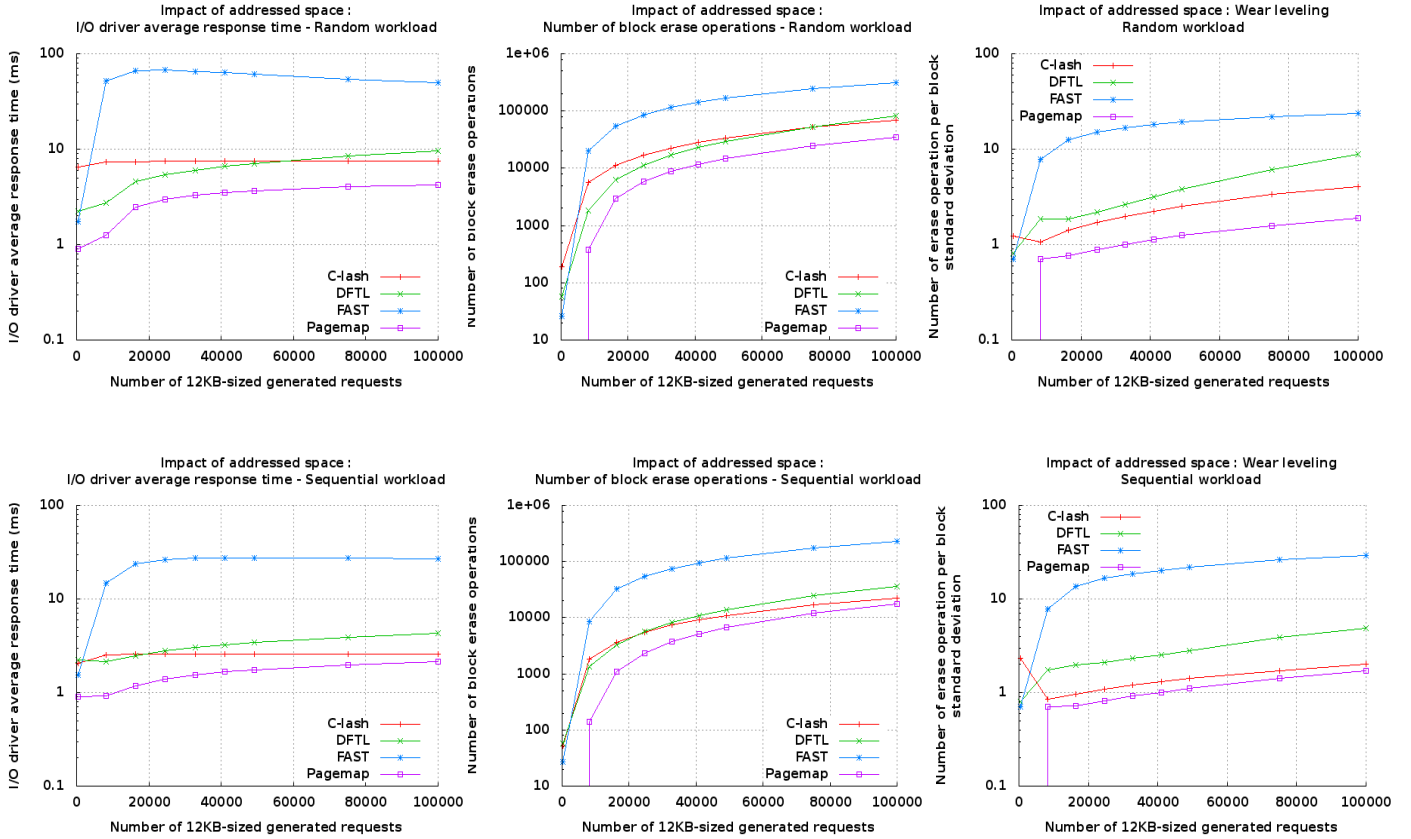 Impact of addressed space :
I/O driver average response time - Random workload
I/O driver average response time (ms)
100
10
1
0.1
C-lash
DFTL
FAST
Pagemap
0 20000 40000 60000 80000 100000
Number of 12KB-sized generated requests
Impact of addressed space :
Number of block erase operations - Random workload
Number of block erase operations
1e+06
100000
10000
1000
100
10
C-lash
DFTL
FAST
Pagemap
0 20000 40000 60000 80000 100000
Number of 12KB-sized generated requests
Impact of addressed space : Wear leveling
Random workload
Number of erase operation per block
standard deviation
100
10
1
0.1
C-lash
DFTL
FAST
Pagemap
0 20000 40000 60000 80000 100000
Number of 12KB-sized generated requests
Impact of addressed space :
I/O driver average response time - Sequential workload
I/O driver average response time (ms)
100
10
1
0.1
C-lash
DFTL
FAST
Pagemap
0 20000 40000 60000 80000 100000
Number of 12KB-sized generated requests
Impact of addressed space :
Number of block erase operations - Sequential workload
Number of block erase operations
1e+06
100000
10000
1000
100
10
C-lash
DFTL
FAST
Pagemap
0 20000 40000 60000 80000 100000
Number of 12KB-sized generated requests
Impact of addressed space : Wear leveling
Sequential workload
Number of erase operation per block
standard deviation
100
10
1
0.1
C-lash
DFTL
FAST
Pagemap
0 20000 40000 60000 80000 100000
Number of 12KB-sized generated requests